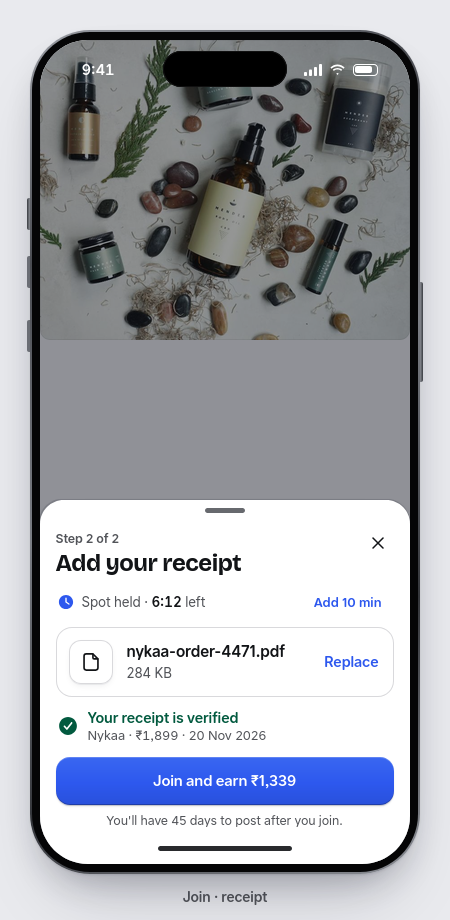 9:41
Step 2 of 2
Add your receipt
Spot held · 6:12 left
Add 10 min
nykaa-order-4471.pdf
284 KB
Replace
Your receipt is verified
Nykaa · ₹1,899 · 20 Nov 2026
Join and earn ₹1,339
You'll have 45 days to post after you join.
Join · receipt